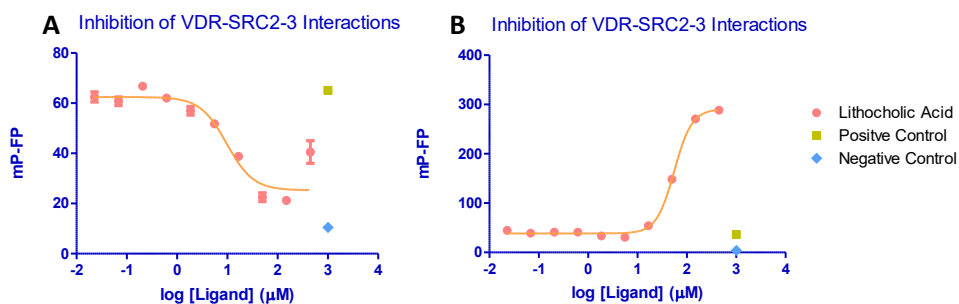 A
Inhibition of VDR-SRC2-3 Interactions
mP-FP
80
60
40
20
0
-2 -1 0 1 2 3 4
log [Ligand] (µM)
B
Inhibition of VDR-SRC2-3 Interactions
mP-FP
400
300
200
100
0
-2 -1 0 1 2 3 4
log [Ligand] (µM)
Lithocholic Acid
Positve Control
Negative Control